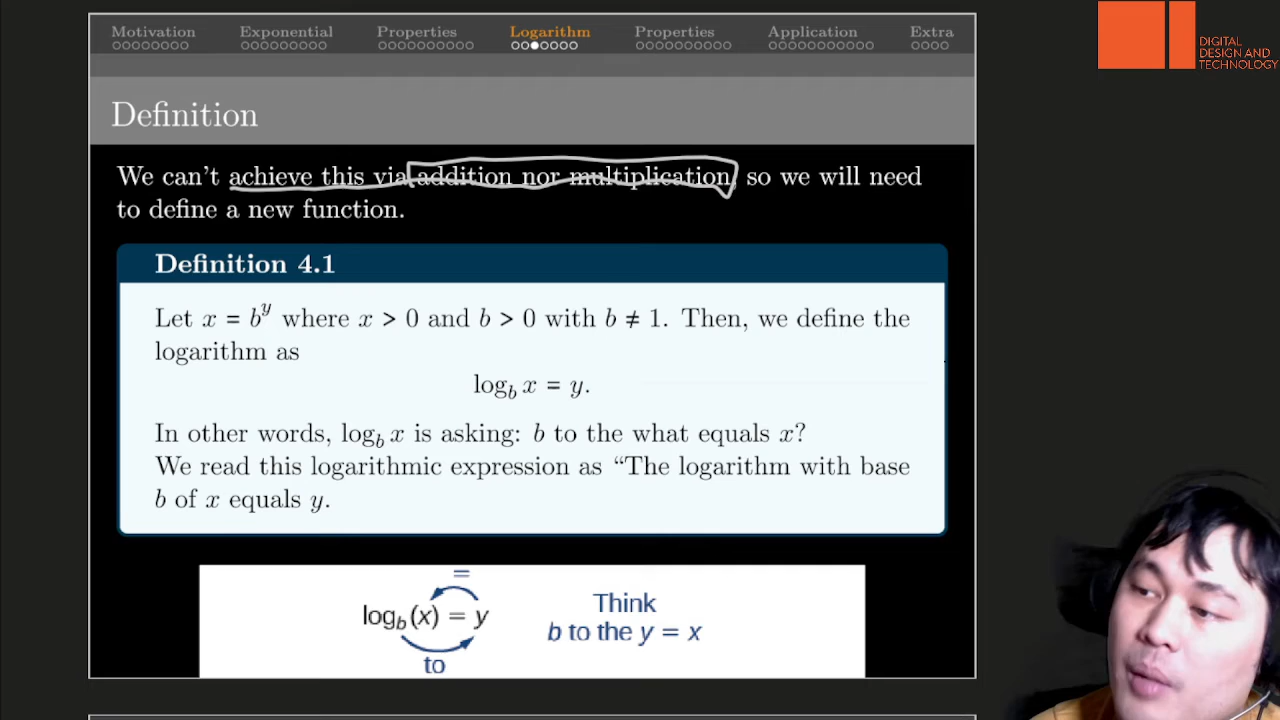 Motivation Exponential Properties Logarithm Properties Application Extra
DIGITAL
DESIGN AND
TECHNOLOGY
Definition
We can't achieve this via addition nor multiplication, so we will need
to define a new function.
Definition 4.1
Let x = b^y where x > 0 and b > 0 with b ≠ 1. Then, we define the
logarithm as
log_b x = y.
In other words, log_b x is asking: b to the what equals x?
We read this logarithmic expression as “The logarithm with base
b of x equals y.
=
log_b(x) = y
to
Think
b to the y = x